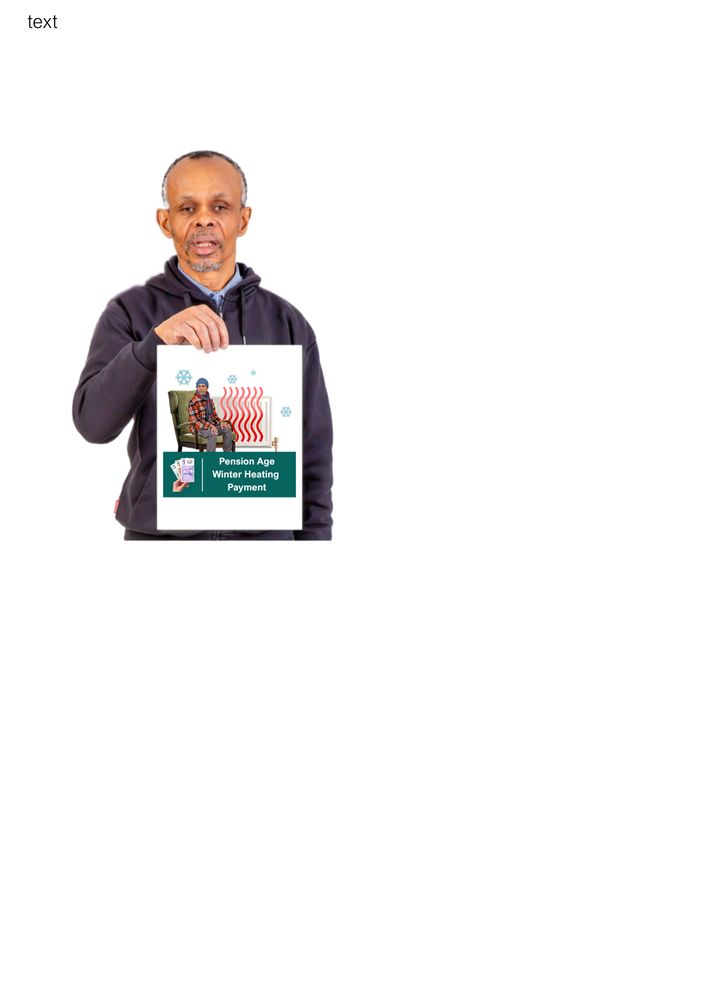 text
Pension Age
Winter Heating
Payment